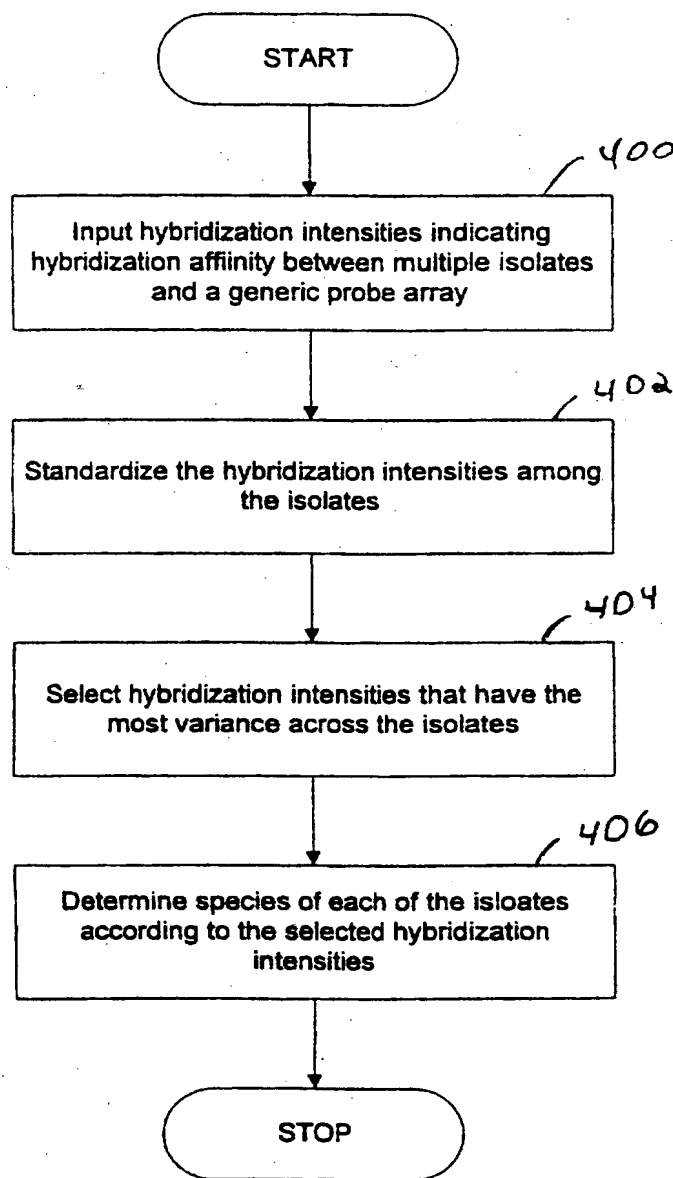 START
400
Input hybridization intensities indicating
hybridization affiinity between multiple isolates
and a generic probe array
402
Standardize the hybridization intensities among
the isolates
404
Select hybridization intensities that have the
most variance across the isolates
406
Determine species of each of the isloates
according to the selected hybridization
intensities
STOP